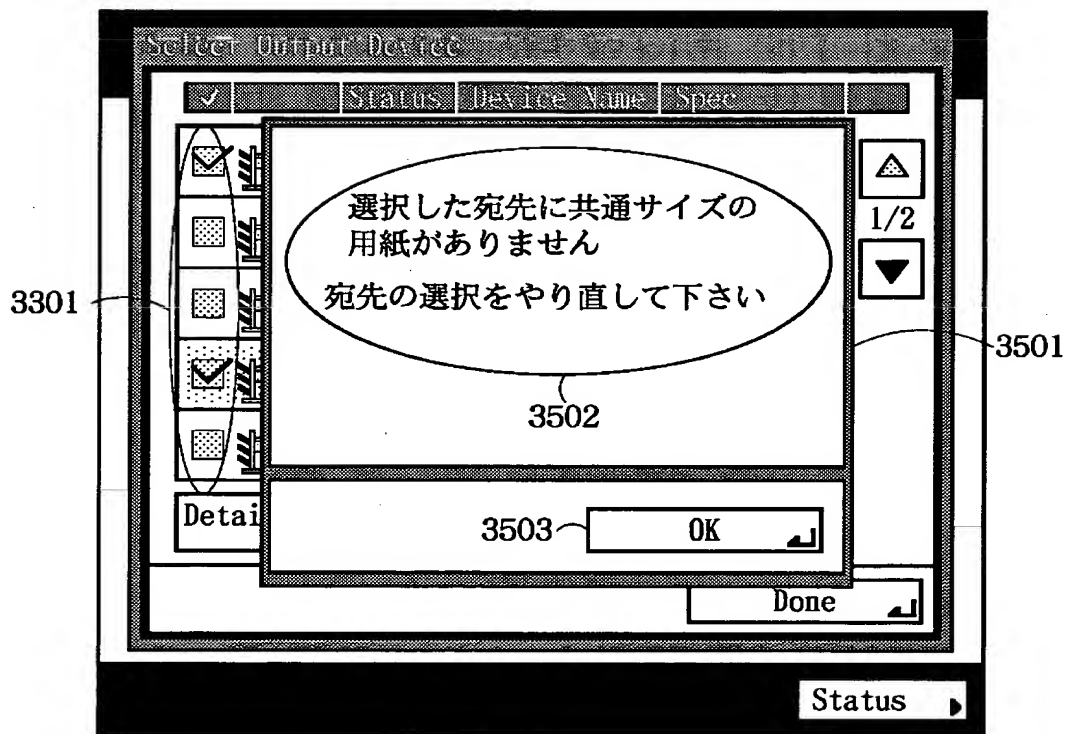 Select Output Device
✓ Status Device Name Spec
選択した宛先に共通サイズの
用紙がありません
宛先の選択をやり直して下さい
1/2
3301
3501
3502
Detai
3503
OK
Done
Status